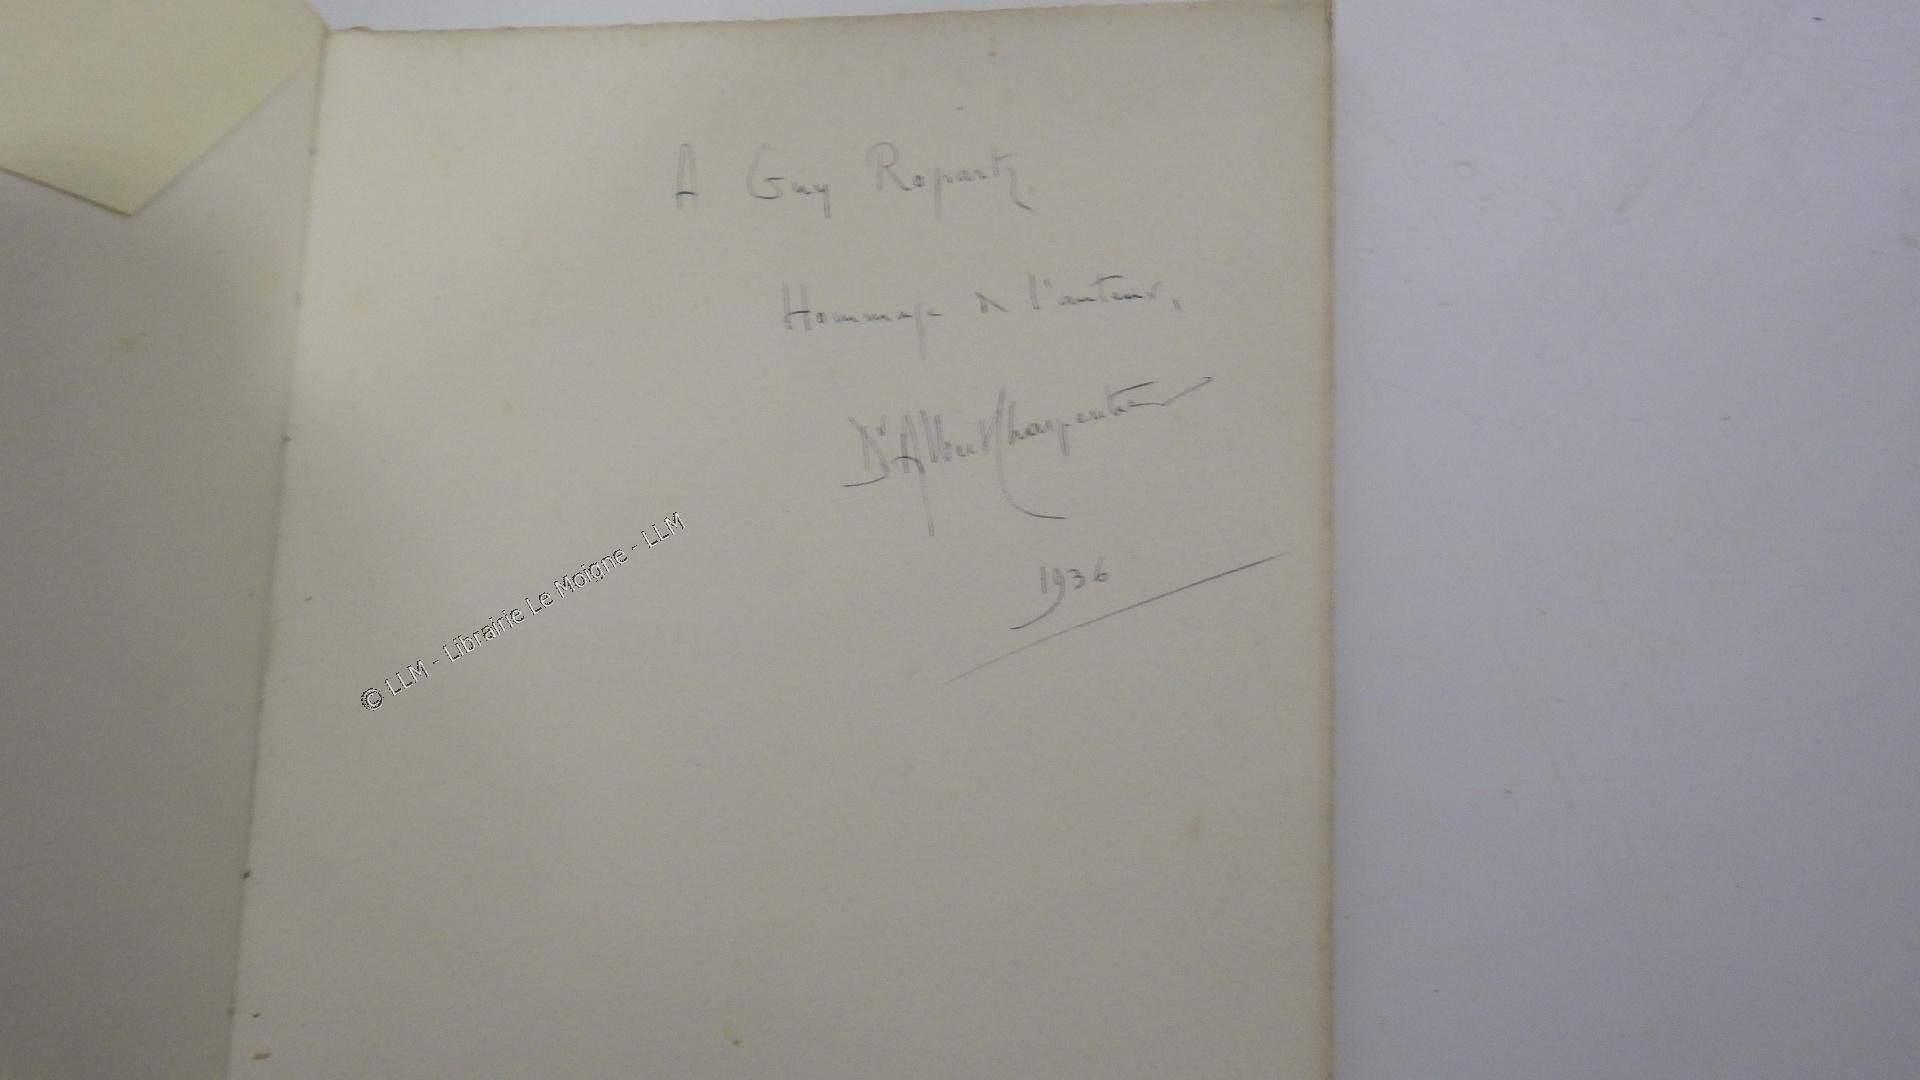 A Guy Ropartz
Hommage de l'auteur,
Dr Albert Charpentier
1936
© LLM - Librairie Le Moigne - LLM